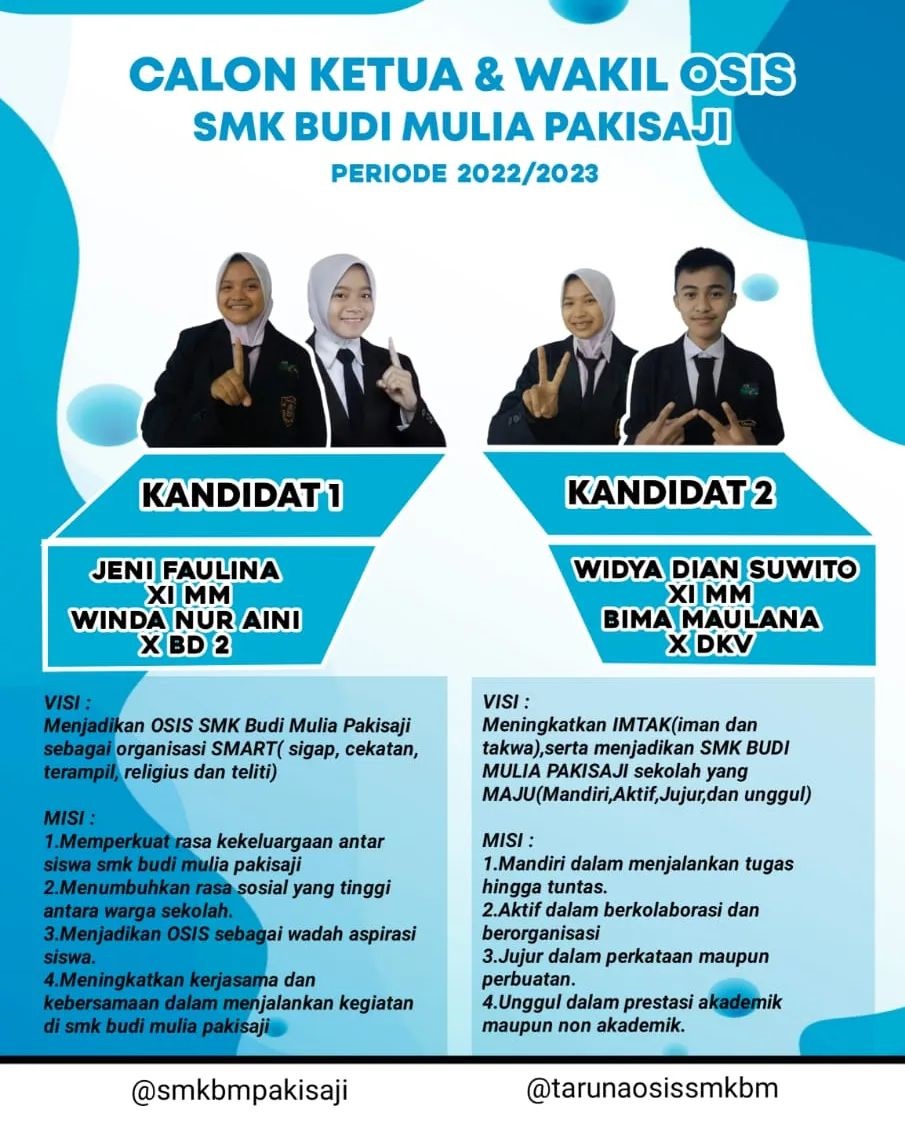 CALON KETUA & WAKIL OSIS
SMK BUDI MULIA PAKISAJI
PERIODE 2022/2023
KANDIDAT 1
JENI FAULINA
XI MM
WINDA NUR AINI
X BD 2
VISI :
Menjadikan OSIS SMK Budi Mulia Pakisaji
sebagai organisasi SMART( sigap, cekatan,
terampil, religius dan teliti)
MISI :
1.Memperkuat rasa kekeluargaan antar
siswa smk budi mulia pakisaji
2.Menumbuhkan rasa sosial yang tinggi
antara warga sekolah.
3.Menjadikan OSIS sebagai wadah aspirasi
siswa.
4.Meningkatkan kerjasama dan
kebersamaan dalam menjalankan kegiatan
di smk budi mulia pakisaji
KANDIDAT 2
WIDYA DIAN SUWITO
XI MM
BIMA MAULANA
X DKV
VISI :
Meningkatkan IMTAK(iman dan
takwa),serta menjadikan SMK BUDI
MULIA PAKISAJI sekolah yang
MAJU(Mandiri,Aktif,Jujur,dan unggul)
MISI :
1.Mandiri dalam menjalankan tugas
hingga tuntas.
2.Aktif dalam berkolaborasi dan
berorganisasi
3.Jujur dalam perkataan maupun
perbuatan.
4.Unggul dalam prestasi akademik
maupun non akademik.
@smkbmpakisaji
@tarunaosissmkbm